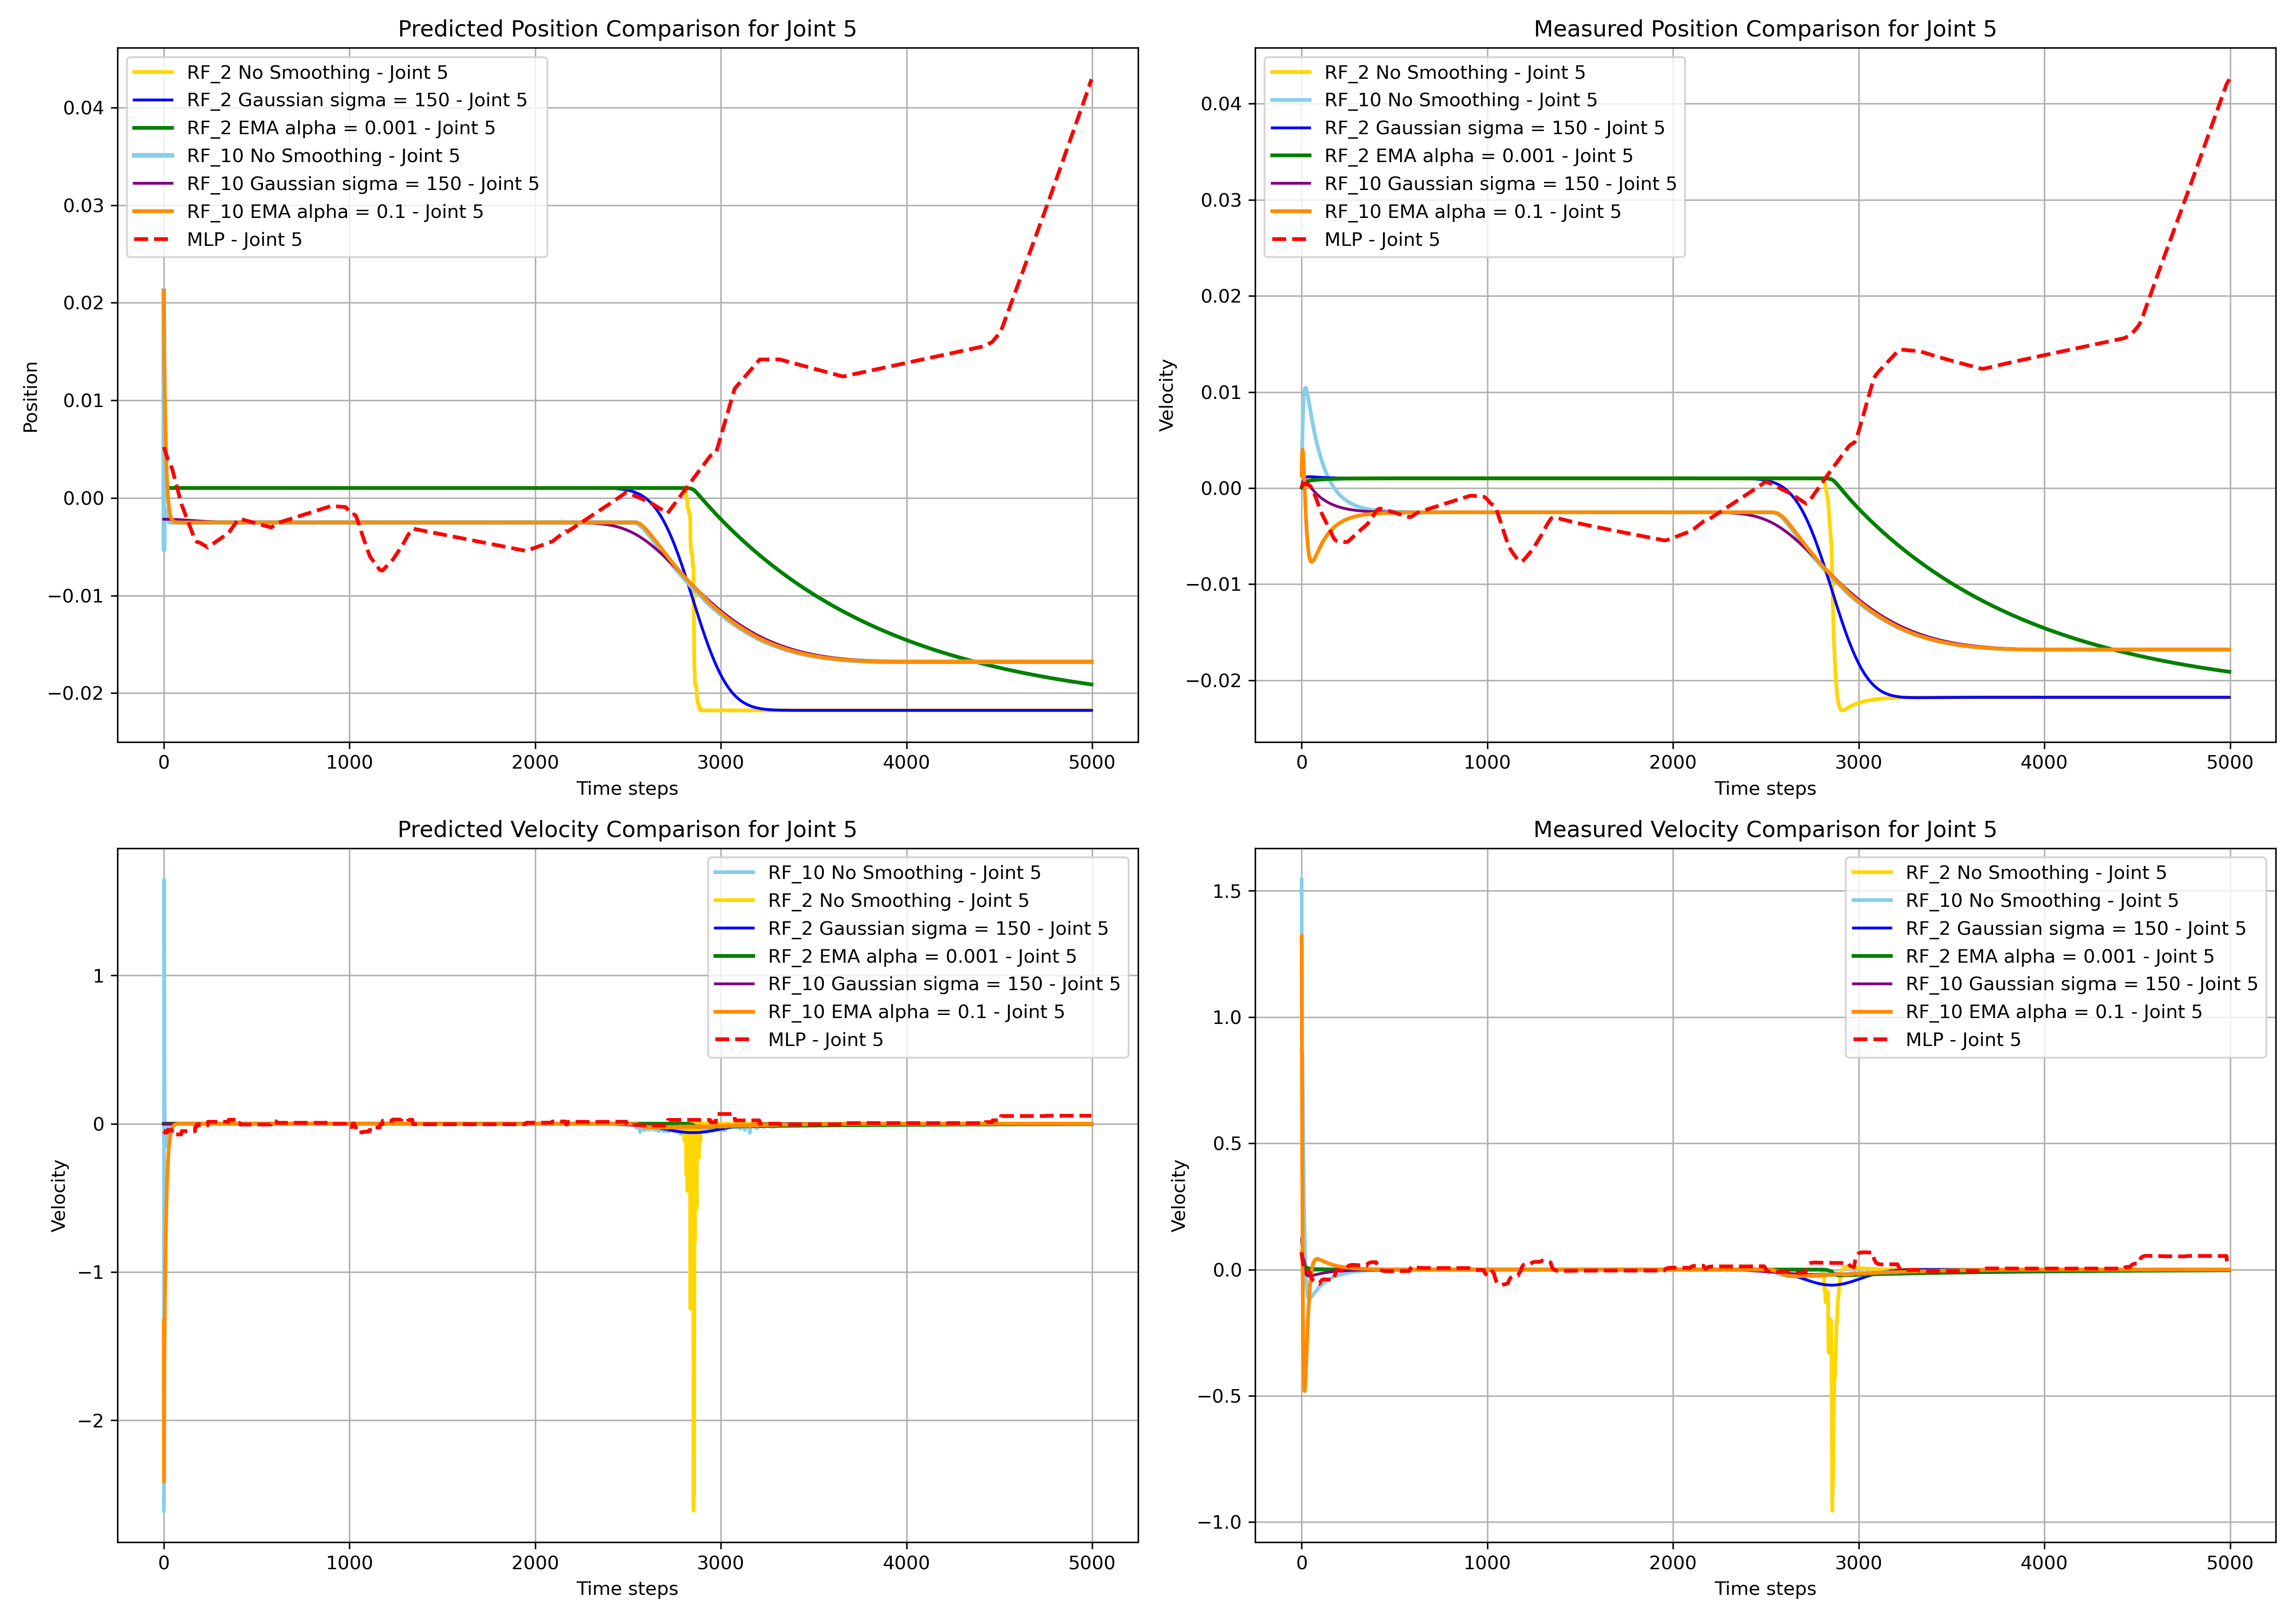 Predicted Position Comparison for Joint 5
RF_2 No Smoothing - Joint 5
RF_2 Gaussian sigma = 150 - Joint 5
RF_2 EMA alpha = 0.001 - Joint 5
RF_10 No Smoothing - Joint 5
RF_10 Gaussian sigma = 150 - Joint 5
RF_10 EMA alpha = 0.1 - Joint 5
MLP - Joint 5
Position
0.04
0.03
0.02
0.01
0.00
−0.01
−0.02
0 1000 2000 3000 4000 5000
Time steps
Measured Position Comparison for Joint 5
RF_2 No Smoothing - Joint 5
RF_10 No Smoothing - Joint 5
RF_2 Gaussian sigma = 150 - Joint 5
RF_2 EMA alpha = 0.001 - Joint 5
RF_10 Gaussian sigma = 150 - Joint 5
RF_10 EMA alpha = 0.1 - Joint 5
MLP - Joint 5
Velocity
0.04
0.03
0.02
0.01
0.00
−0.01
−0.02
0 1000 2000 3000 4000 5000
Time steps
Predicted Velocity Comparison for Joint 5
RF_10 No Smoothing - Joint 5
RF_2 No Smoothing - Joint 5
RF_2 Gaussian sigma = 150 - Joint 5
RF_2 EMA alpha = 0.001 - Joint 5
RF_10 Gaussian sigma = 150 - Joint 5
RF_10 EMA alpha = 0.1 - Joint 5
MLP - Joint 5
Velocity
1
0
−1
−2
0 1000 2000 3000 4000 5000
Time steps
Measured Velocity Comparison for Joint 5
RF_2 No Smoothing - Joint 5
RF_10 No Smoothing - Joint 5
RF_2 Gaussian sigma = 150 - Joint 5
RF_2 EMA alpha = 0.001 - Joint 5
RF_10 Gaussian sigma = 150 - Joint 5
RF_10 EMA alpha = 0.1 - Joint 5
MLP - Joint 5
Velocity
1.5
1.0
0.5
0.0
−0.5
−1.0
0 1000 2000 3000 4000 5000
Time steps